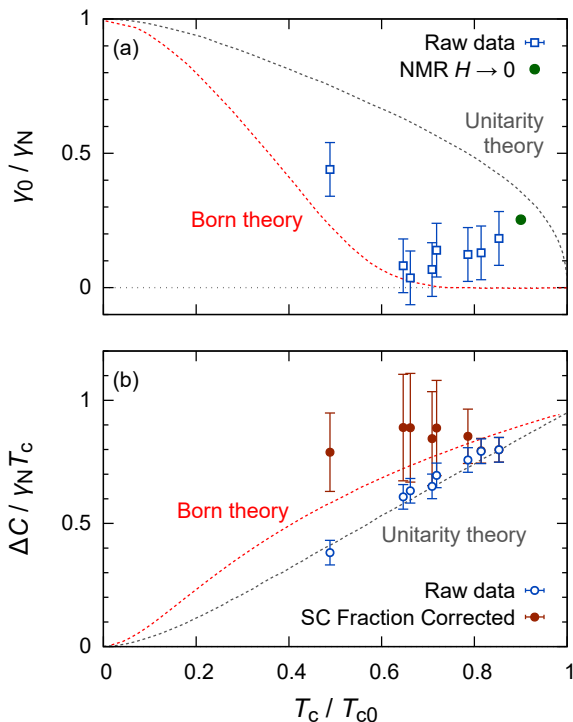 1
(a)
Raw data
NMR H → 0
Unitarity
theory
0.5
γ0 / γN
Born theory
0
(b)
1
ΔC / γNTc
Born theory
0.5
Unitarity theory
Raw data
SC Fraction Corrected
0
0 0.2 0.4 0.6 0.8 1
Tc / Tc0